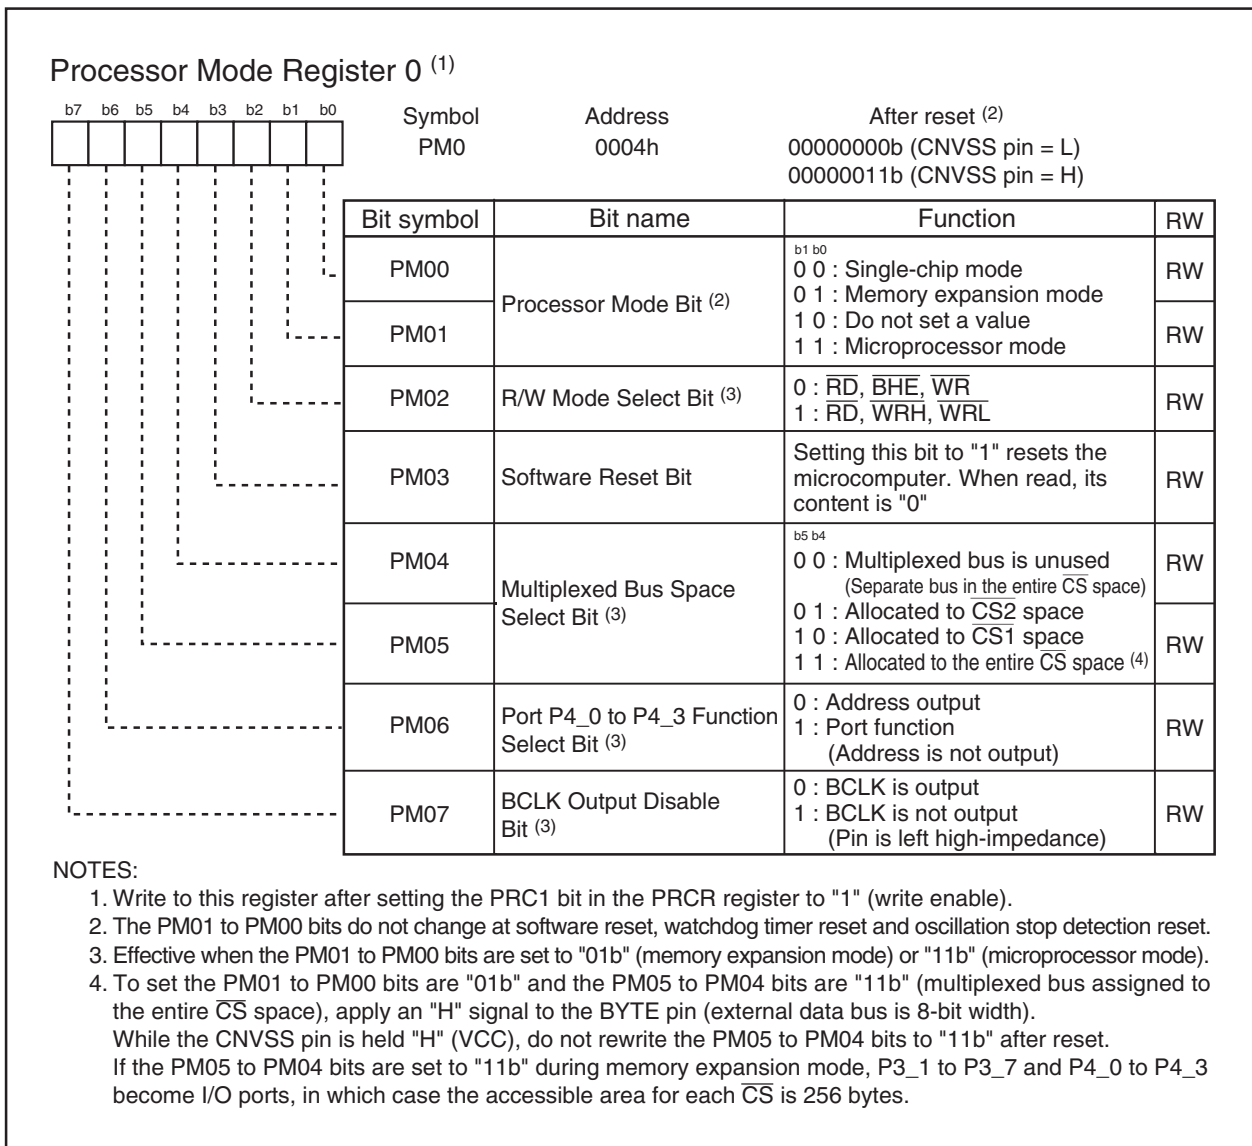 Processor Mode Register 0 (1)
b7 b6 b5 b4 b3 b2 b1 b0
Symbol Address After reset (2)
PM0 0004h 00000000b (CNVSS pin = L)
00000011b (CNVSS pin = H)
Bit symbol Bit name Function RW
PM00 RW
PM01 RW
Processor Mode Bit (2)
b1 b0
0 0 : Single-chip mode
0 1 : Memory expansion mode
1 0 : Do not set a value
1 1 : Microprocessor mode
PM02 R/W Mode Select Bit (3) RW
0 : R̅D̅, B̅H̅E̅, W̅R̅
1 : R̅D̅, W̅R̅H̅, W̅R̅L̅
PM03 Software Reset Bit RW
Setting this bit to "1" resets the
microcomputer. When read, its
content is "0"
PM04 RW
PM05 RW
Multiplexed Bus Space
Select Bit (3)
b5 b4
0 0 : Multiplexed bus is unused
(Separate bus in the entire C̅S̅ space)
0 1 : Allocated to C̅S̅2̅ space
1 0 : Allocated to C̅S̅1̅ space
1 1 : Allocated to the entire C̅S̅ space (4)
PM06 RW
Port P4_0 to P4_3 Function
Select Bit (3)
0 : Address output
1 : Port function
(Address is not output)
PM07 RW
BCLK Output Disable
Bit (3)
0 : BCLK is output
1 : BCLK is not output
(Pin is left high-impedance)
NOTES:
1. Write to this register after setting the PRC1 bit in the PRCR register to "1" (write enable).
2. The PM01 to PM00 bits do not change at software reset, watchdog timer reset and oscillation stop detection reset.
3. Effective when the PM01 to PM00 bits are set to "01b" (memory expansion mode) or "11b" (microprocessor mode).
4. To set the PM01 to PM00 bits are "01b" and the PM05 to PM04 bits are "11b" (multiplexed bus assigned to
the entire C̅S̅ space), apply an "H" signal to the BYTE pin (external data bus is 8-bit width).
While the CNVSS pin is held "H" (VCC), do not rewrite the PM05 to PM04 bits to "11b" after reset.
If the PM05 to PM04 bits are set to "11b" during memory expansion mode, P3_1 to P3_7 and P4_0 to P4_3
become I/O ports, in which case the accessible area for each C̅S̅ is 256 bytes.